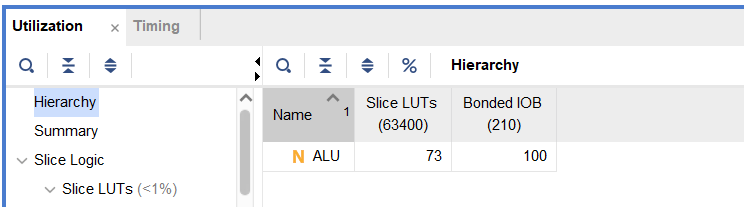 Utilization × Timing
% Hierarchy
Hierarchy
Summary
Slice Logic
Slice LUTs (<1%)
Name 1 Slice LUTs (63400) Bonded IOB (210)
N ALU 73 100